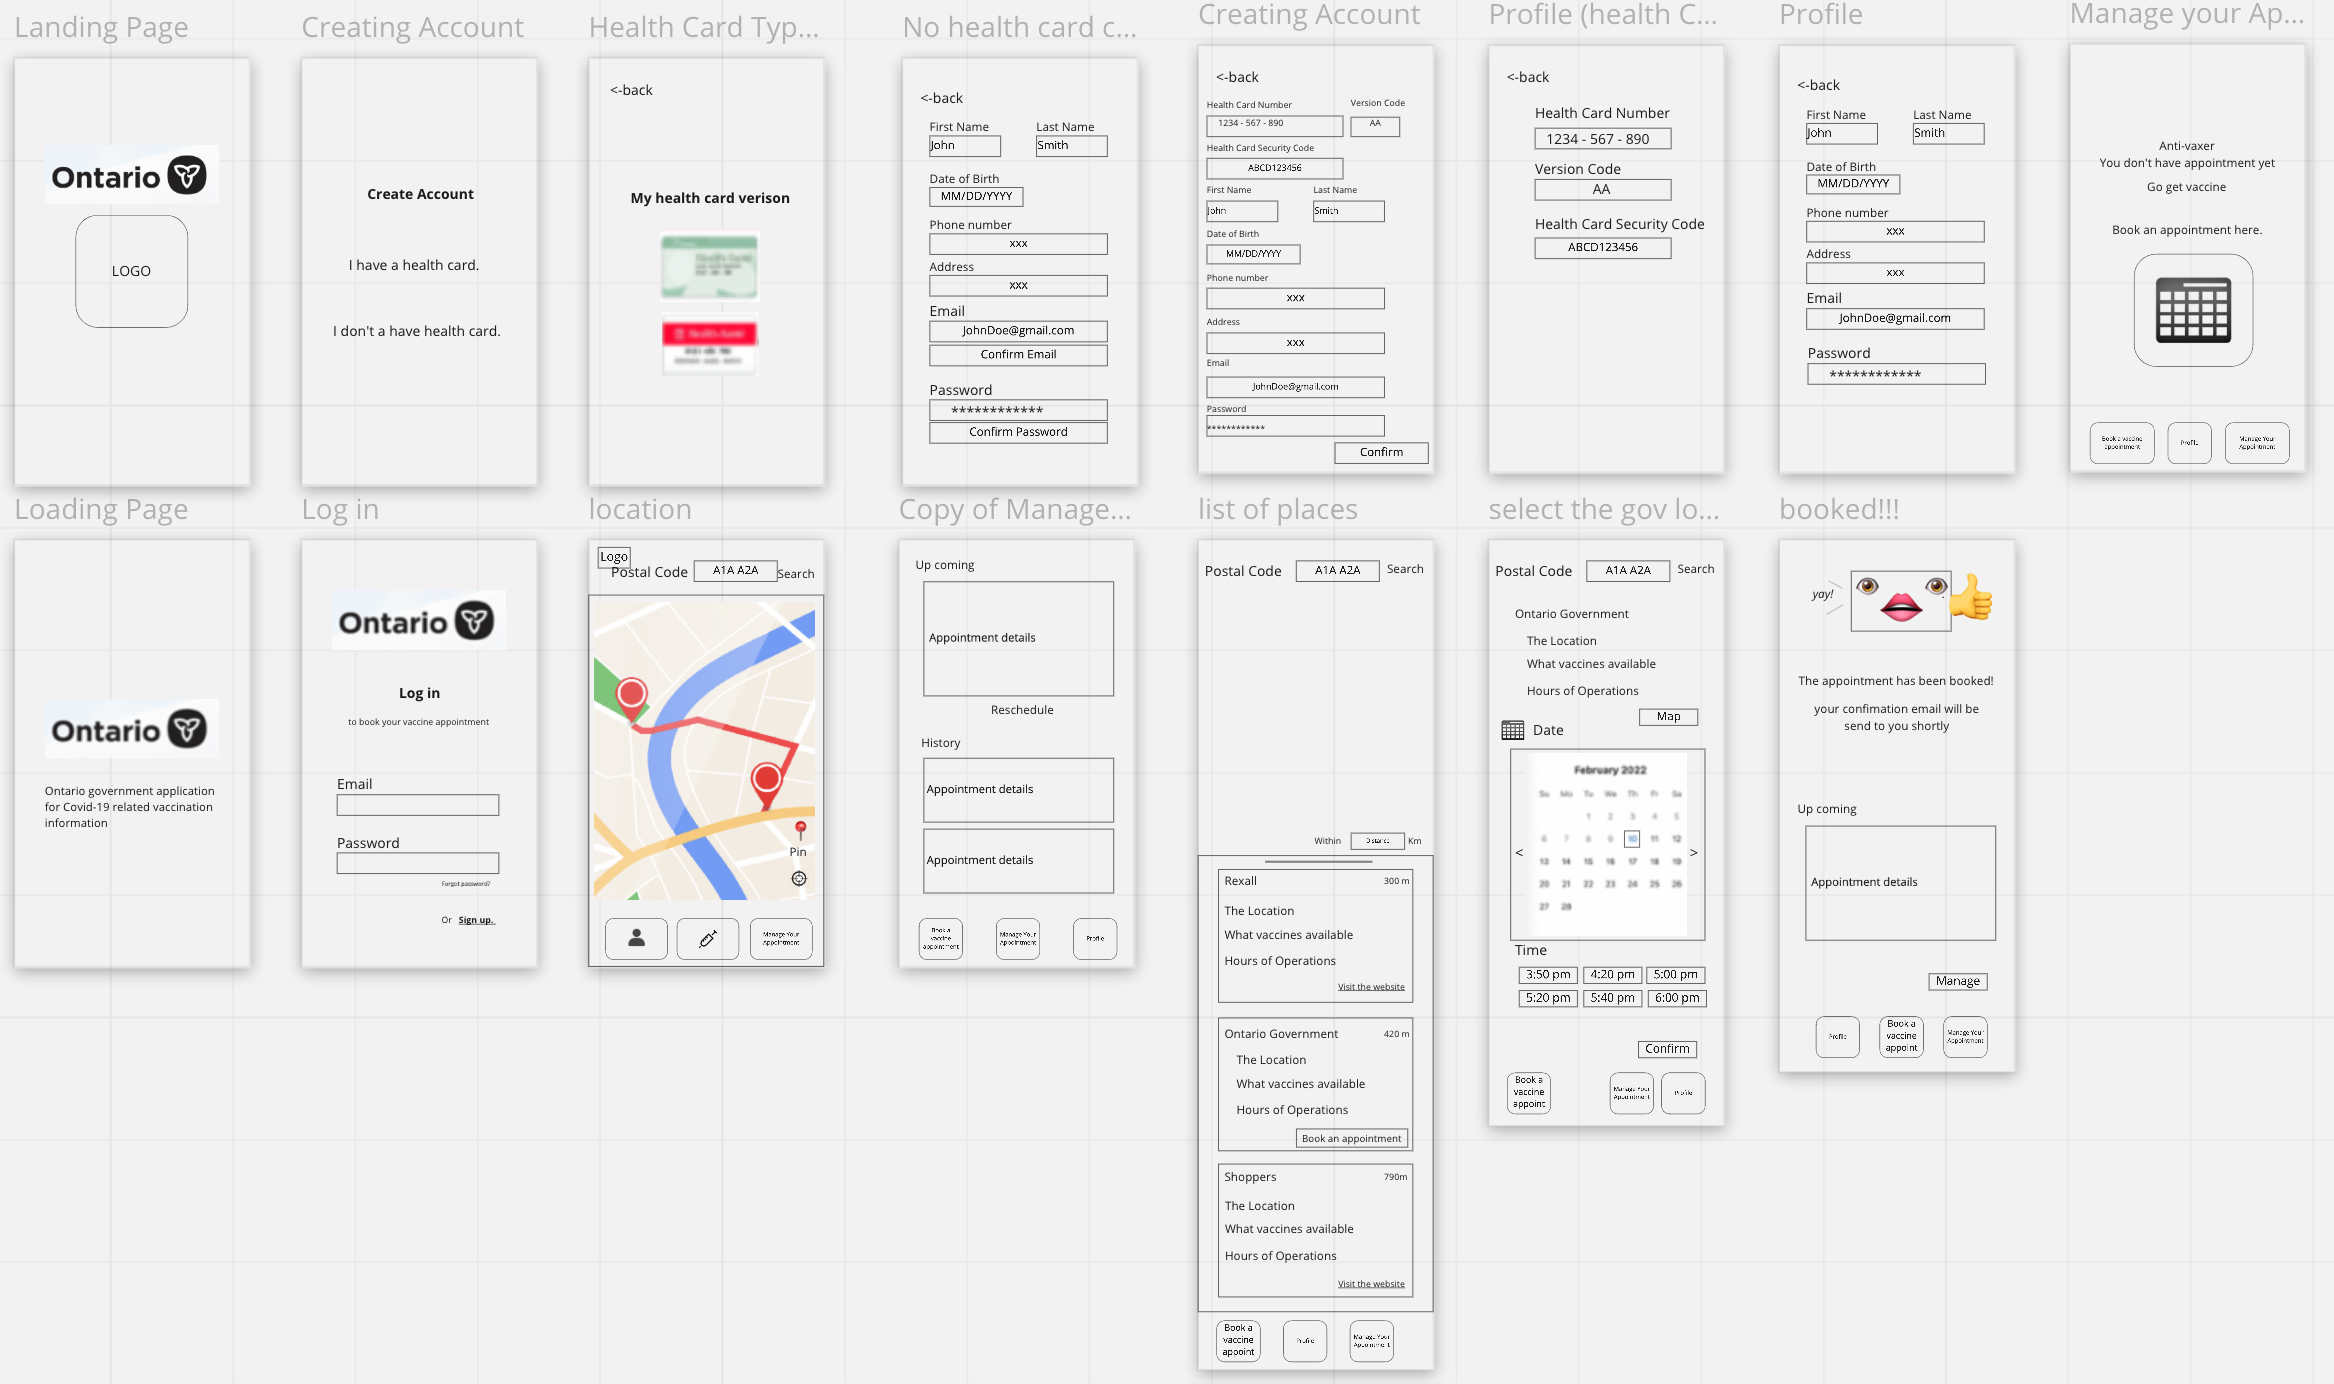 Landing Page
Ontario
LOGO
Creating Account
Create Account
I have a health card.
I don't a have health card.
Health Card Typ...
<-back
My health card verison
No health card c...
<-back
First Name
Last Name
John
Smith
Date of Birth
MM/DD/YYYY
Phone number
xxx
Address
xxx
Email
JohnDoe@gmail.com
Confirm Email
Password
************
Confirm Password
Creating Account
<-back
Health Card Number
Version Code
1234 - 567 - 890
AA
Health Card Security Code
ABCD123456
First Name
Last Name
John
Smith
Date of Birth
MM/DD/YYYY
Phone number
xxx
Address
xxx
Email
JohnDoe@gmail.com
Password
************
Confirm
Profile (health C...
<-back
Health Card Number
1234 - 567 - 890
Version Code
AA
Health Card Security Code
ABCD123456
Profile
<-back
First Name
Last Name
John
Smith
Date of Birth
MM/DD/YYYY
Phone number
xxx
Address
xxx
Email
JohnDoe@gmail.com
Password
************
Manage your Ap...
Anti-vaxer
You don't have appointment yet
Go get vaccine
Book an appointment here.
Book a vaccine
appointment
Profile
Manage Your
Appointment
Loading Page
Ontario
Ontario government application
for Covid-19 related vaccination
information
Log in
Ontario
Log in
to book your vaccine appointment
Email
Password
Forgot password?
Or Sign up.
location
Logo
Postal Code
A1A A2A
Search
Pin
Manage Your
Appointment
Copy of Manage...
Up coming
Appointment details
Reschedule
History
Appointment details
Appointment details
Book a
vaccine
appointment
Manage Your
Appointment
Profile
list of places
Postal Code
A1A A2A
Search
Within
Distance
Km
Rexall
300 m
The Location
What vaccines available
Hours of Operations
Visit the website
Ontario Government
420 m
The Location
What vaccines available
Hours of Operations
Book an appointment
Shoppers
790m
The Location
What vaccines available
Hours of Operations
Visit the website
Book a
vaccine
appoint
Profile
Manage Your
Appointment
select the gov lo...
Postal Code
A1A A2A
Search
Ontario Government
The Location
What vaccines available
Hours of Operations
Map
Date
February 2022
Su Mo Tu We Th Fr Sa
1 2 3 4 5
6 7 8 9 10 11 12
13 14 15 16 17 18 19
20 21 22 23 24 25 26
27 28
<
>
Time
3:50 pm
4:20 pm
5:00 pm
5:20 pm
5:40 pm
6:00 pm
Confirm
Book a
vaccine
appoint
Manage Your
Appointment
Profile
booked!!!
yay!
The appointment has been booked!
your confimation email will be
send to you shortly
Up coming
Appointment details
Manage
Profile
Book a
vaccine
appoint
Manage Your
Appointment